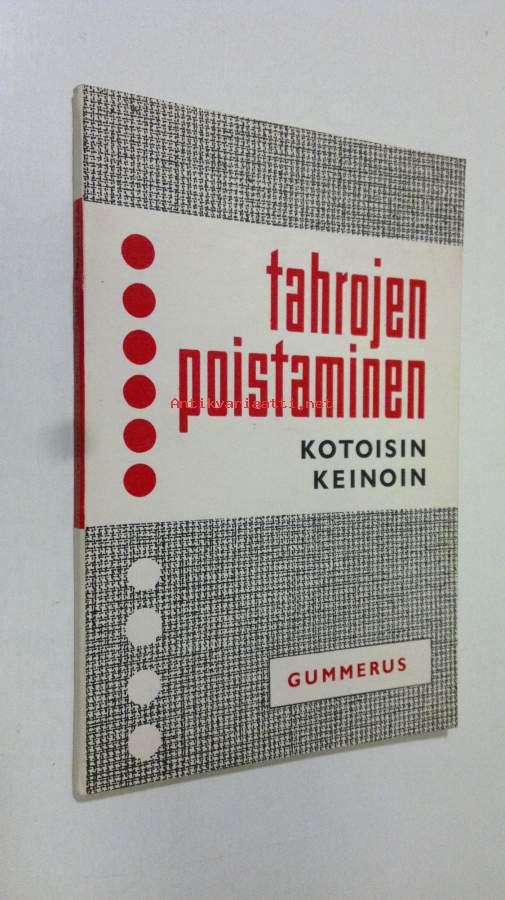 tahrojen
poistaminen
Antikvariaatti.net
KOTOISIN
KEINOIN
GUMMERUS